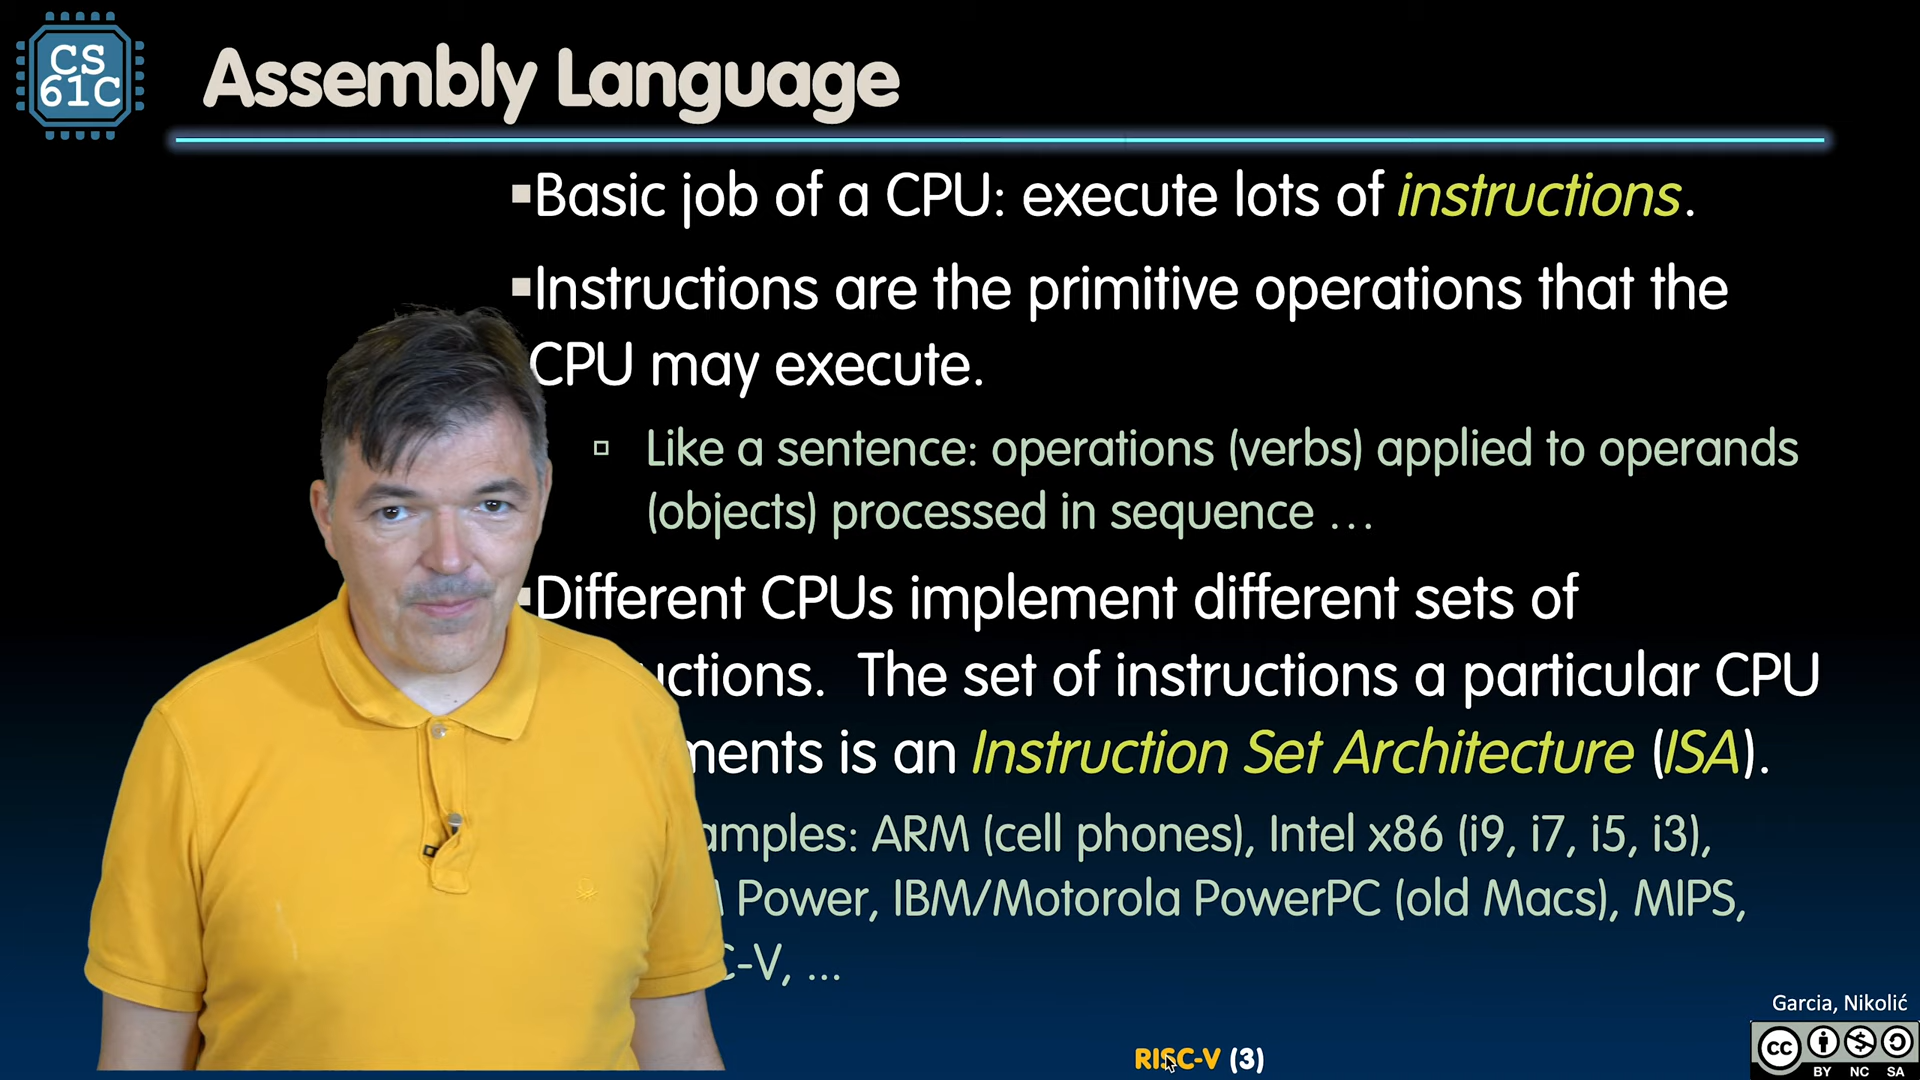 CS
61C
Assembly Language
Basic job of a CPU: execute lots of instructions.
Instructions are the primitive operations that the
CPU may execute.
Like a sentence: operations (verbs) applied to operands
(objects) processed in sequence …
Different CPUs implement different sets of
uctions. The set of instructions a particular CPU
ments is an Instruction Set Architecture (ISA).
amples: ARM (cell phones), Intel x86 (i9, i7, i5, i3),
Power, IBM/Motorola PowerPC (old Macs), MIPS,
C-V, ...
Garcia, Nikolić
cc
BY NC SA
RISC-V (3)